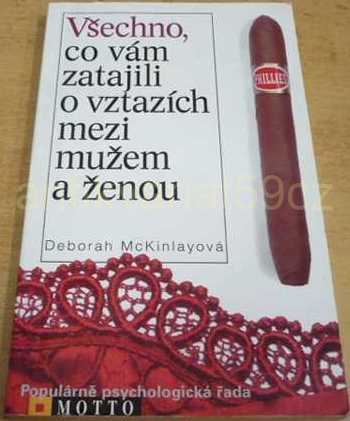 Všechno,
co vám
zatajili
o vztazích
mezi
mužem
a ženou
PHILLIES
Deborah McKinlayová
Populárně psychologická řada
MOTTO